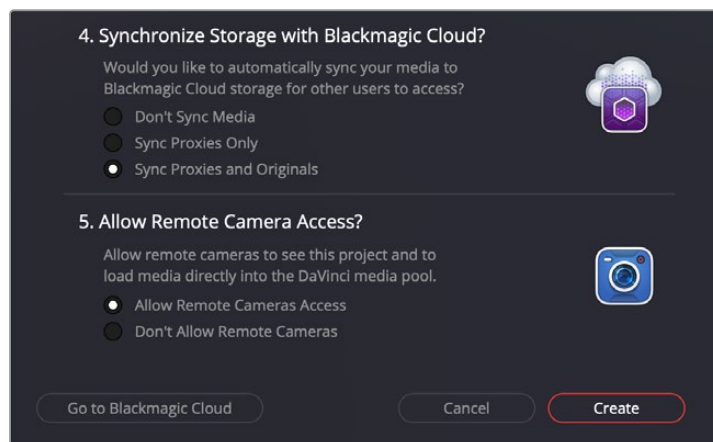 4. Synchronize Storage with Blackmagic Cloud?
Would you like to automatically sync your media to
Blackmagic Cloud storage for other users to access?
Don't Sync Media
Sync Proxies Only
Sync Proxies and Originals
5. Allow Remote Camera Access?
Allow remote cameras to see this project and to
load media directly into the DaVinci media pool.
Allow Remote Cameras Access
Don't Allow Remote Cameras
Go to Blackmagic Cloud
Cancel
Create